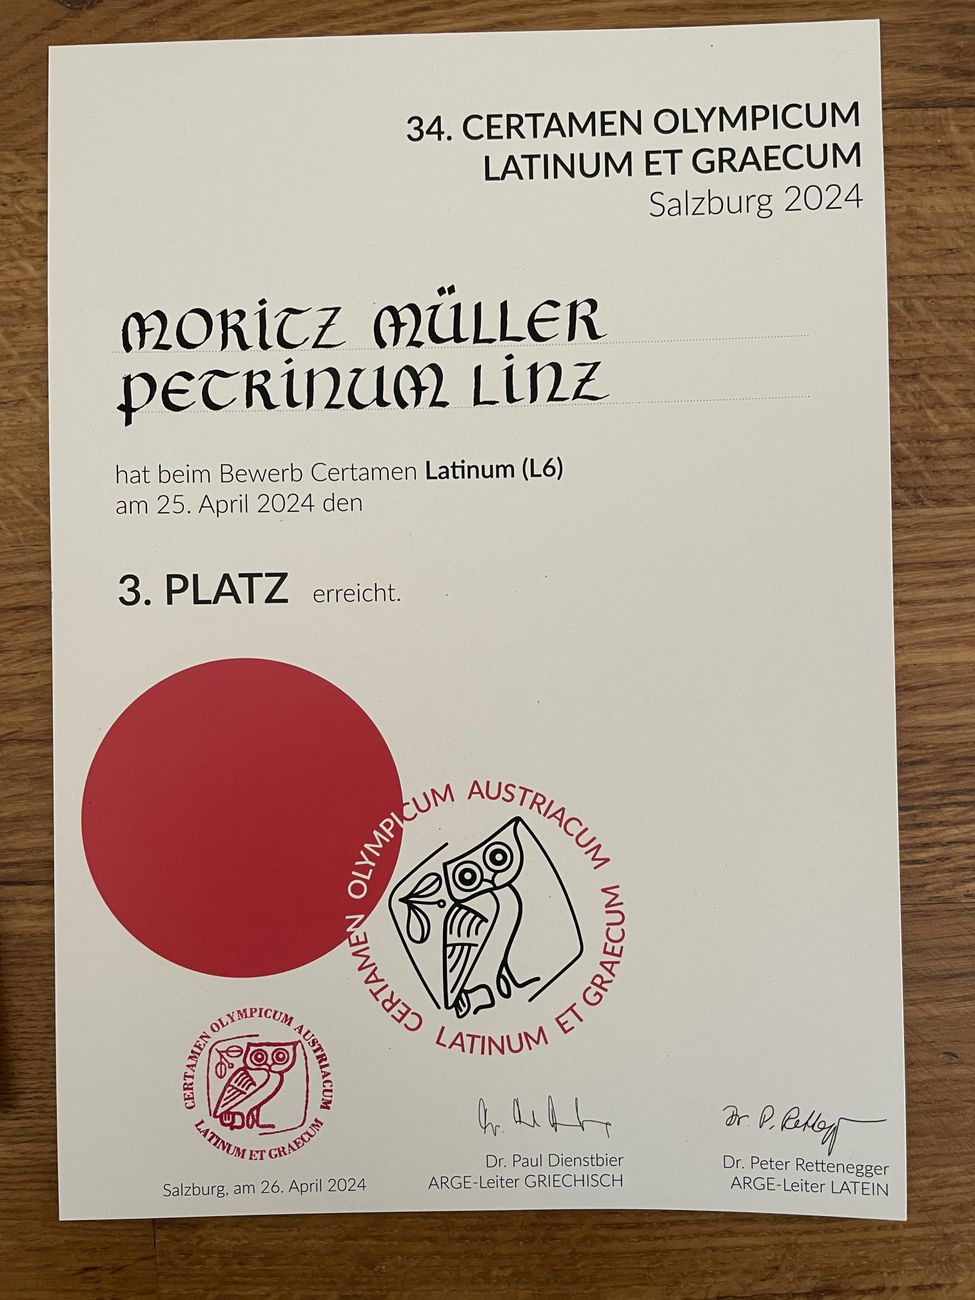 34. CERTAMEN OLYMPICUM
LATINUM ET GRAECUM
Salzburg 2024
MORITZ MÜLLER
PETRINUM LINZ
hat beim Bewerb Certamen Latinum (L6)
am 25. April 2024 den
3. PLATZ erreicht.
CERTAMEN OLYMPICUM AUSTRIACUM
LATINUM ET GRAECUM
CERTAMEN OLYMPICUM AUSTRIACUM
LATINUM ET GRAECUM
Salzburg, am 26. April 2024
Dr. Paul Dienstbier
ARGE-Leiter GRIECHISCH
Dr. P. Rettenegger
Dr. Peter Rettenegger
ARGE-Leiter LATEIN